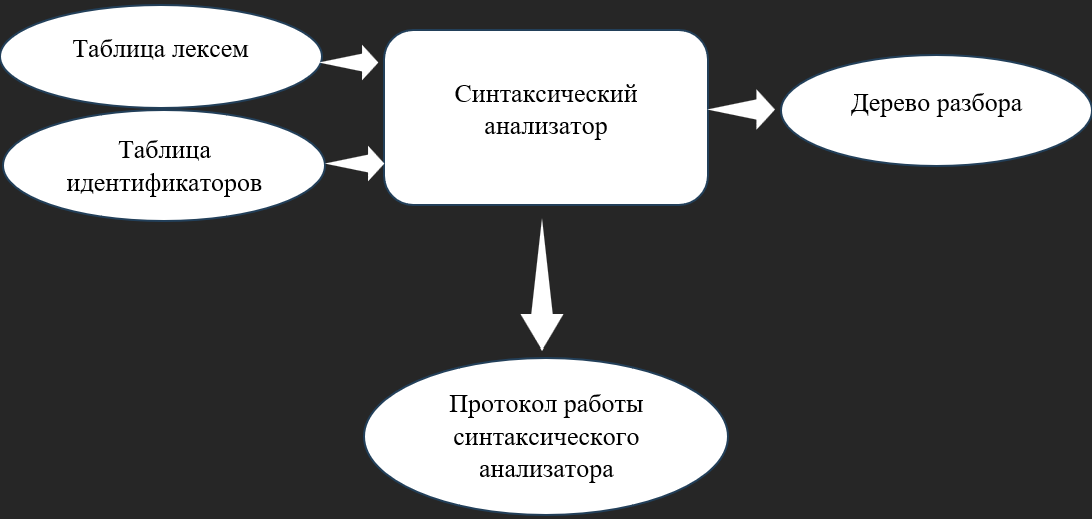 Таблица лексем
Таблица
идентификаторов
Синтаксический
анализатор
Дерево разбора
Протокол работы
синтаксического
анализатора